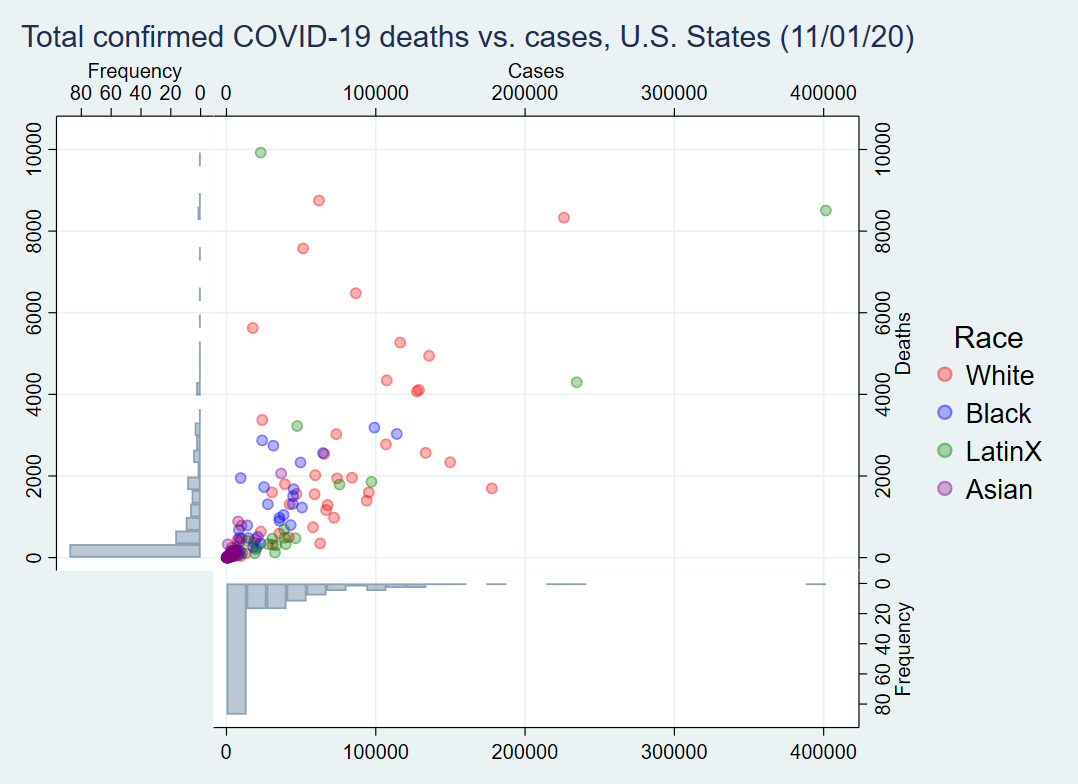 Total confirmed COVID-19 deaths vs. cases, U.S. States (11/01/20)
Frequency Cases
80 60 40 20 0 0 100000 200000 300000 400000
10000 10000
8000 8000
6000 6000
Deaths
4000 4000
2000 2000
0 0
Race
White
Black
LatinX
Asian
0
20
40
60
80
Frequency
0 100000 200000 300000 400000